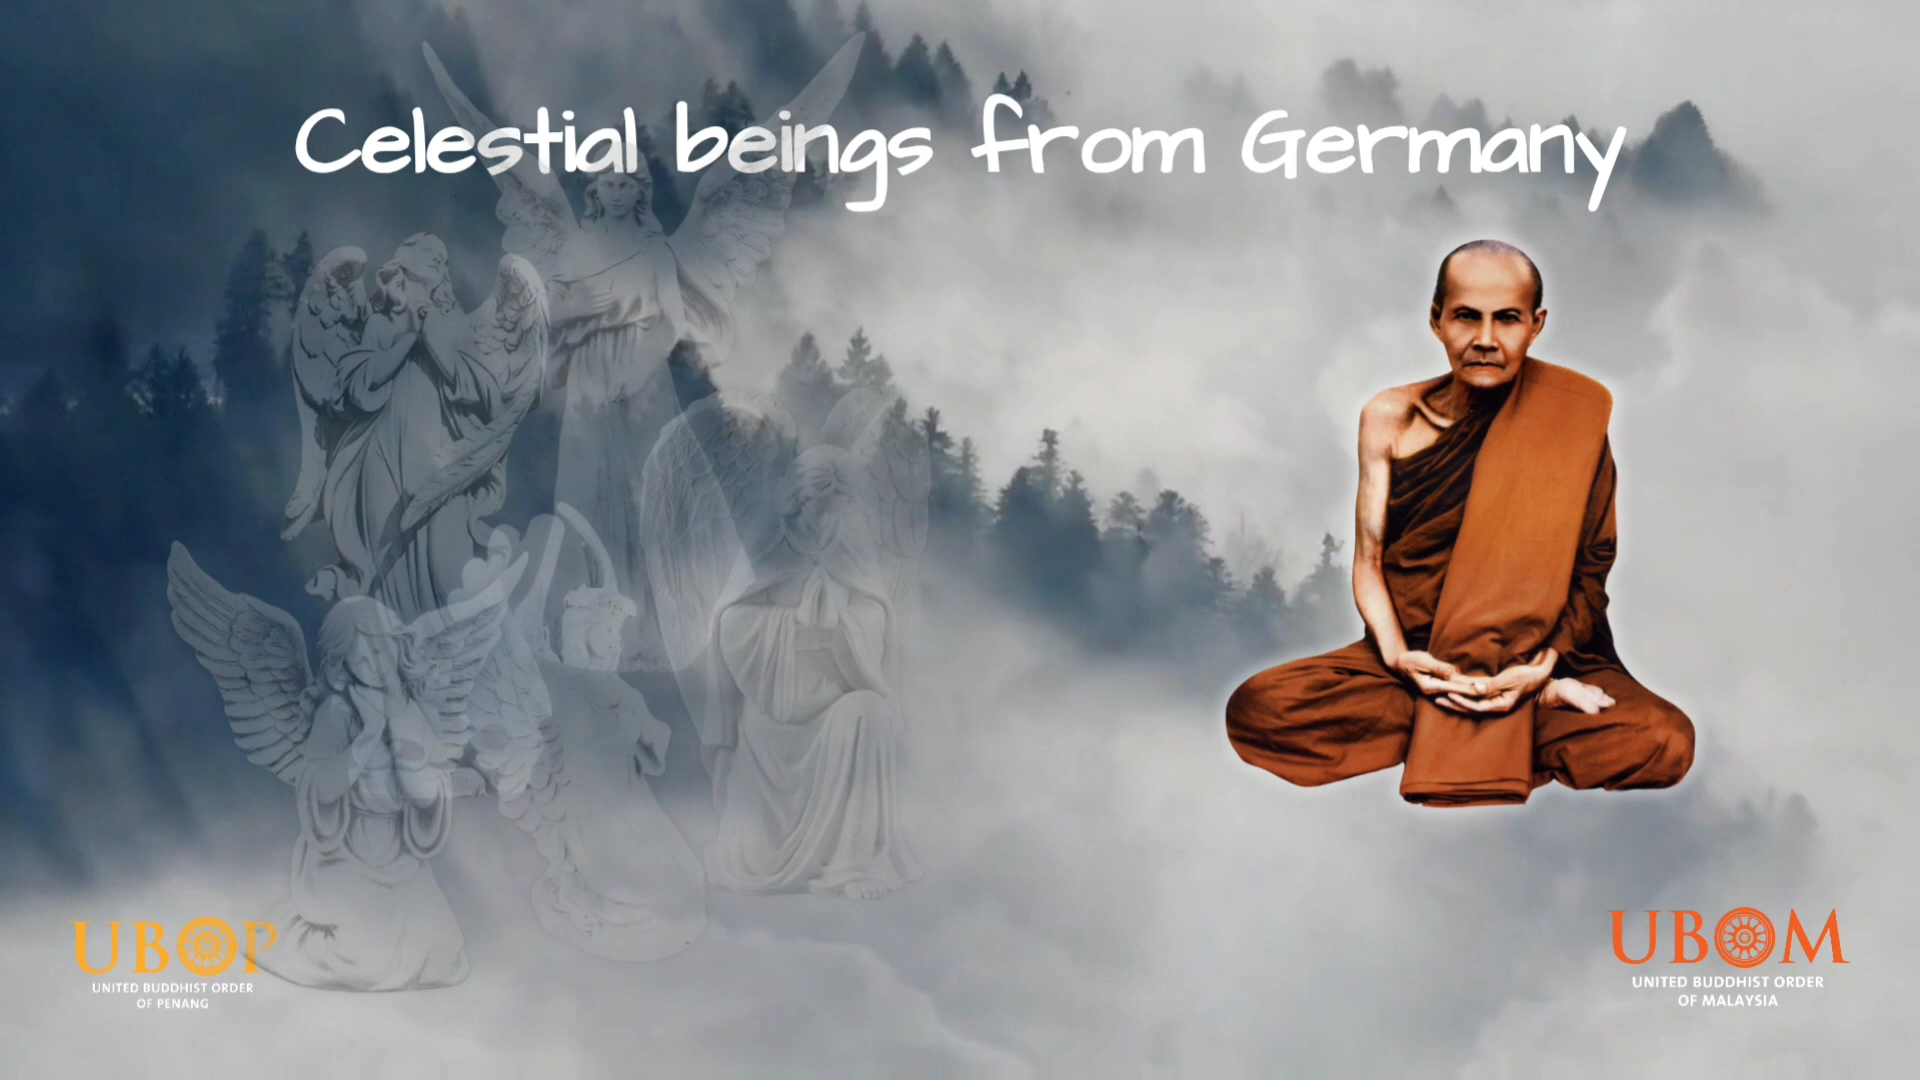 Celestial beings from Germany
UBOP
UNITED BUDDHIST ORDER
OF PENANG
UBOM
UNITED BUDDHIST ORDER
OF MALAYSIA